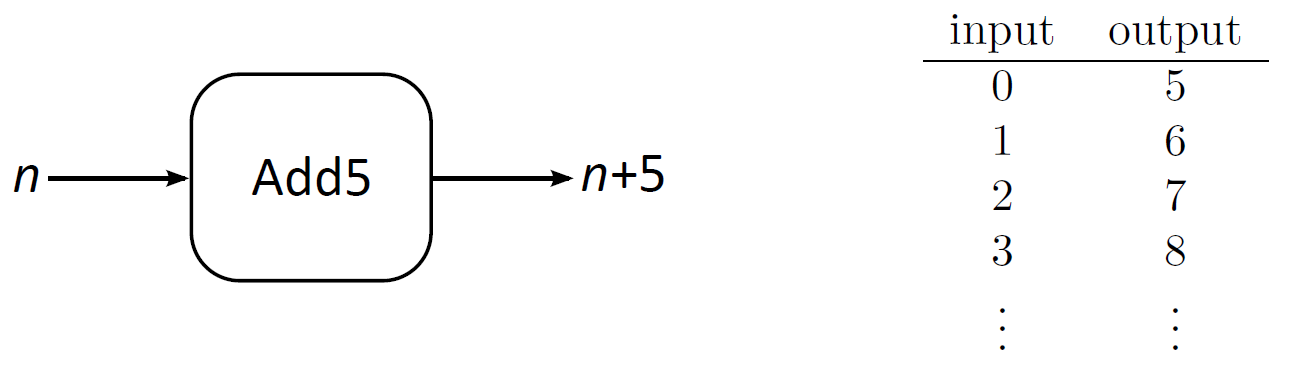 n Add5 n+5
input output
0 5
1 6
2 7
3 8
⋮ ⋮